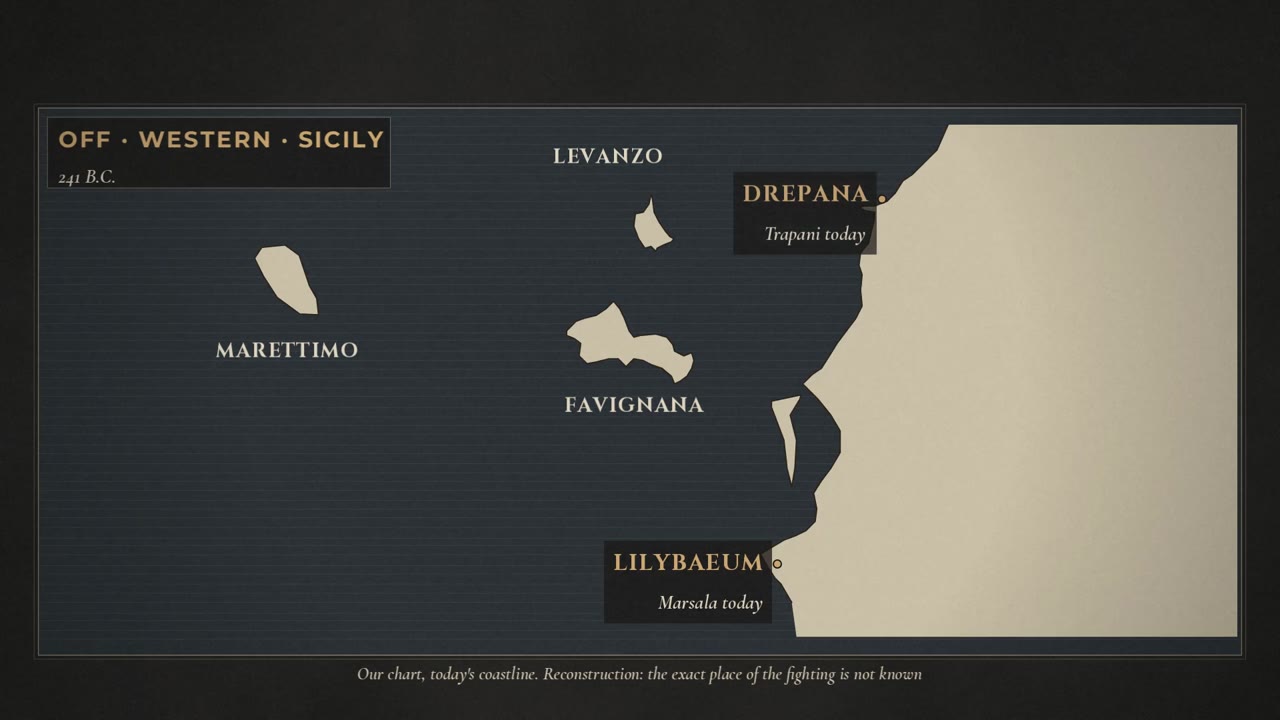 OFF · WESTERN · SICILY
241 B.C.
LEVANZO
DREPANA
Trapani today
MARETTIMO
FAVIGNANA
LILYBAEUM
Marsala today
Our chart, today's coastline. Reconstruction: the exact place of the fighting is not known